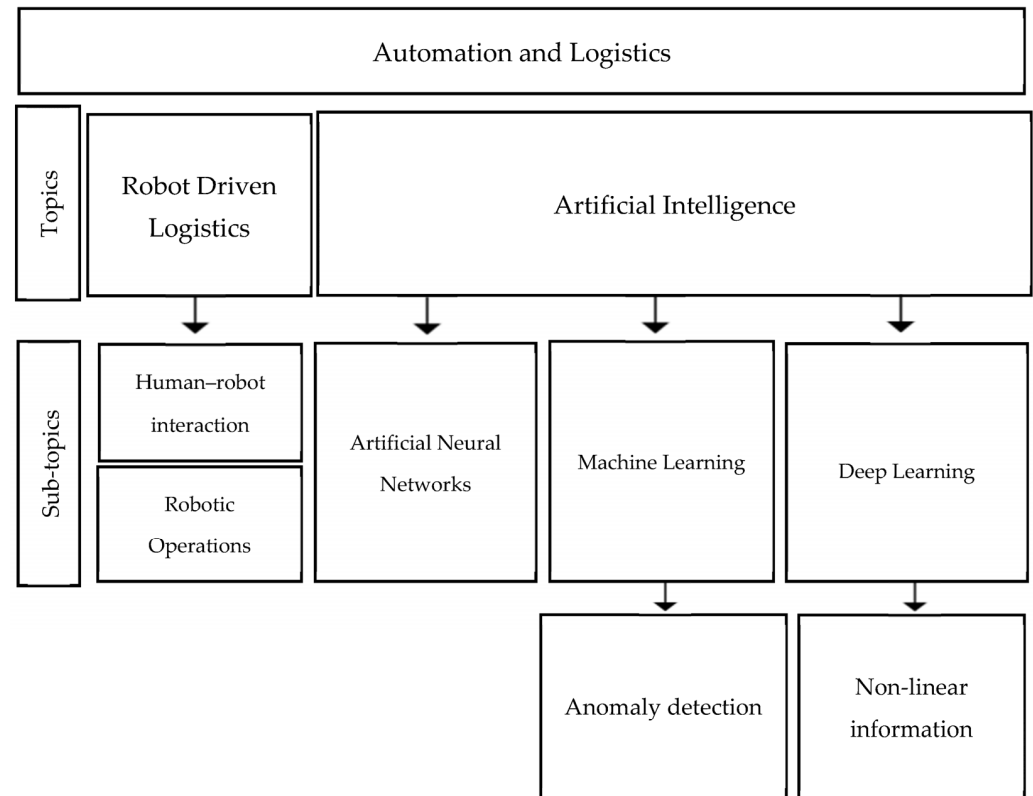 Automation and Logistics
Topics
Robot Driven
Logistics
Artificial Intelligence
Sub-topics
Human–robot
interaction
Robotic
Operations
Artificial Neural
Networks
Machine Learning
Deep Learning
Anomaly detection
Non-linear
information